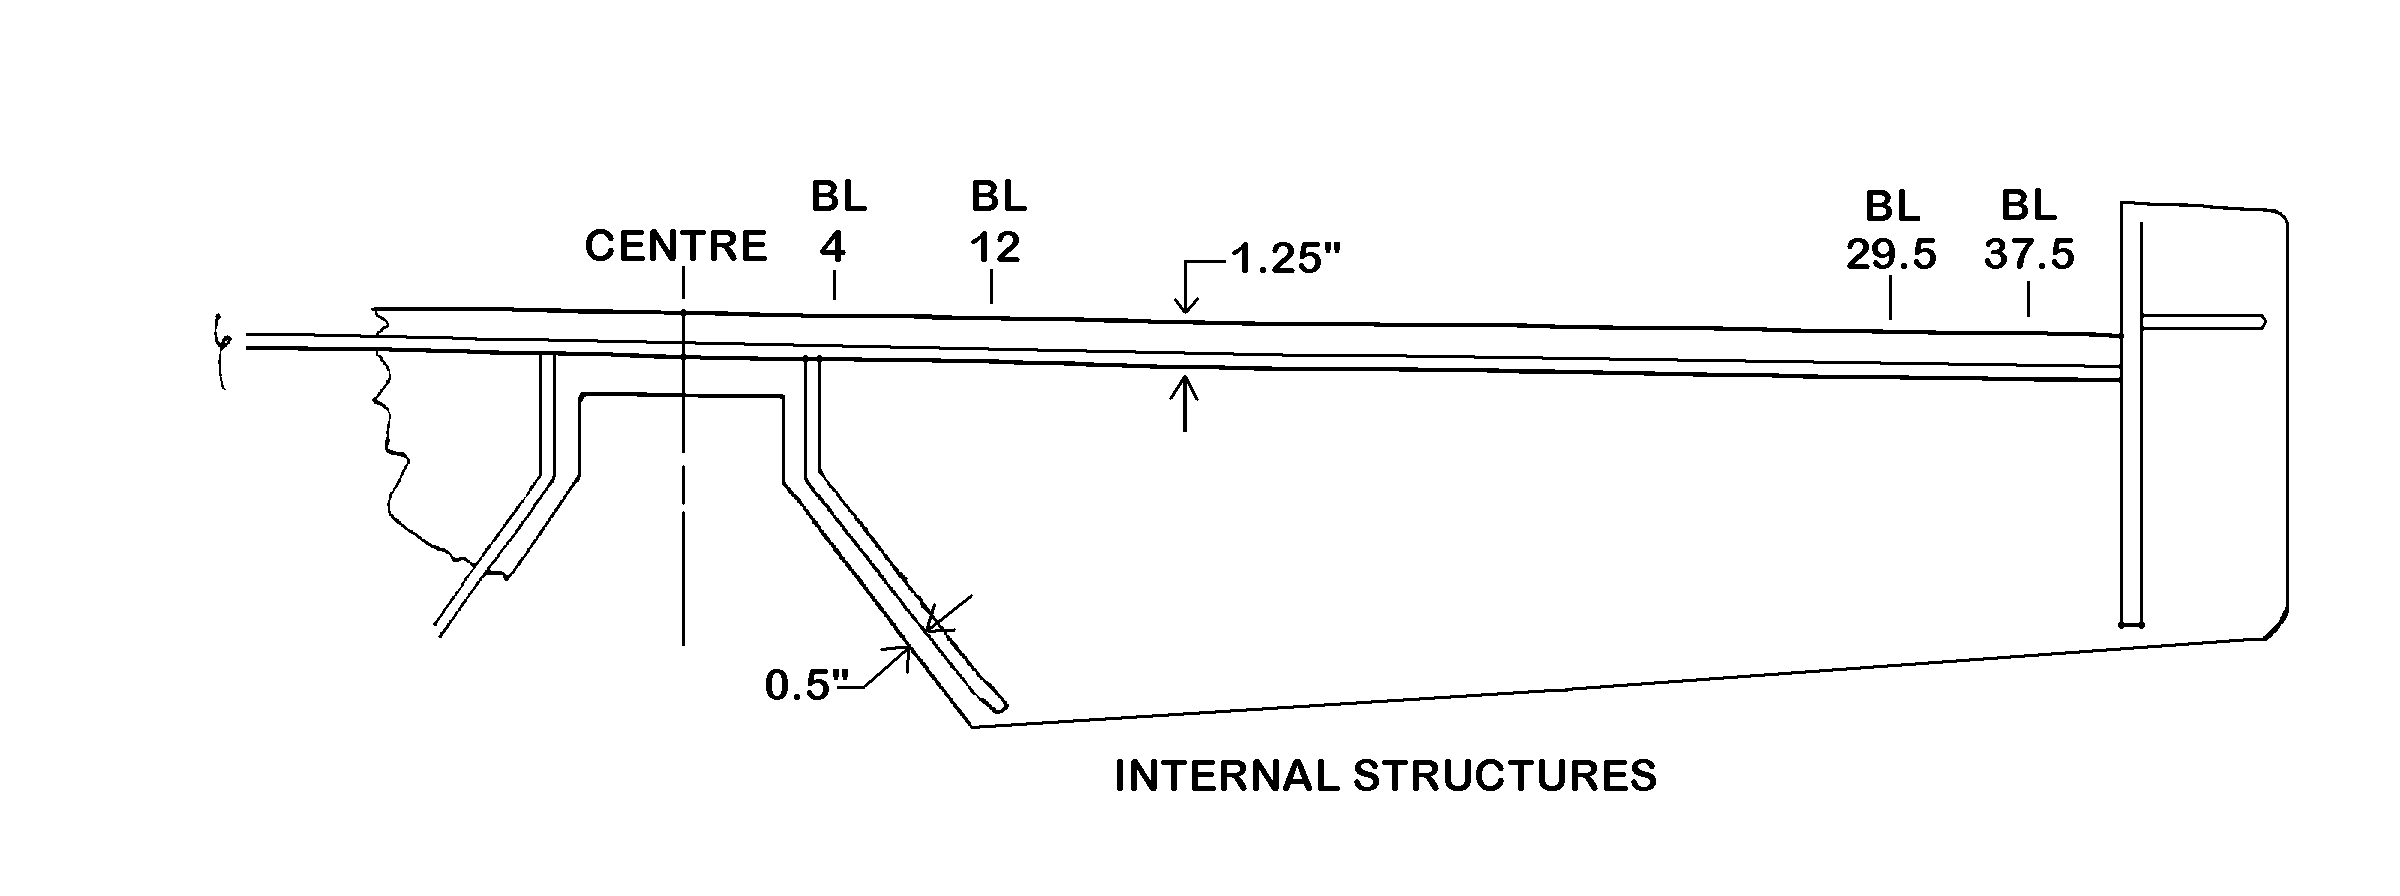 BL
4
BL
12
CENTRE
1.25"
BL
29.5
BL
37.5
0.5"
INTERNAL STRUCTURES